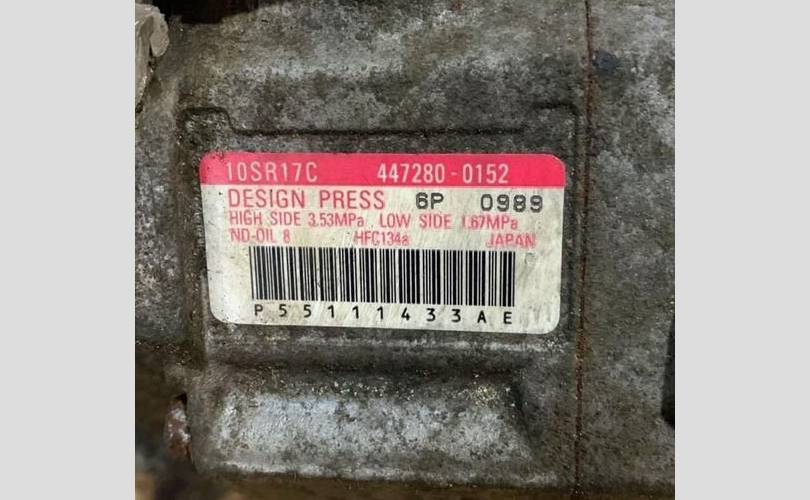 10SR17C 447280-0152
DESIGN PRESS 6P 0989
HIGH SIDE 3.53MPa LOW SIDE 1.67MPa
ND-OIL 8 HFC134a JAPAN
P55111433AE